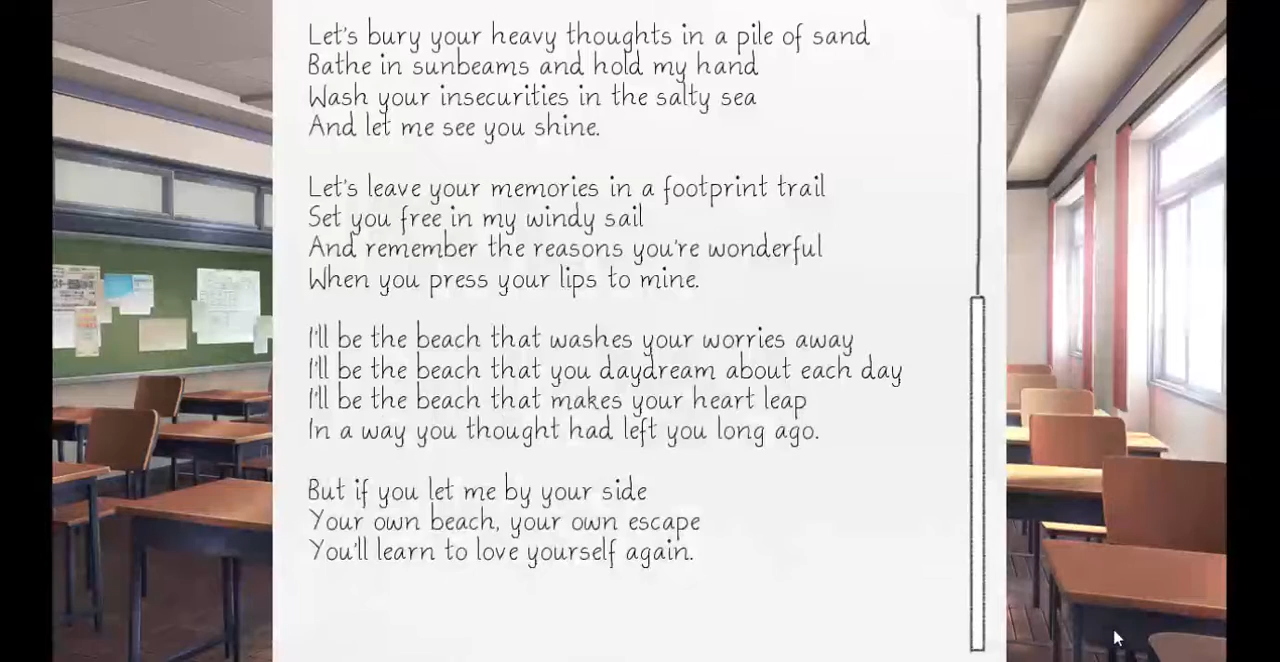 Let's bury your heavy thoughts in a pile of sand
Bathe in sunbeams and hold my hand
Wash your insecurities in the salty sea
And let me see you shine.
Let's leave your memories in a footprint trail
Set you free in my windy sail
And remember the reasons you're wonderful
When you press your lips to mine.
I'll be the beach that washes your worries away
I'll be the beach that you daydream about each day
I'll be the beach that makes your heart leap
In a way you thought had left you long ago.
But if you let me by your side
Your own beach, your own escape
You'll learn to love yourself again.